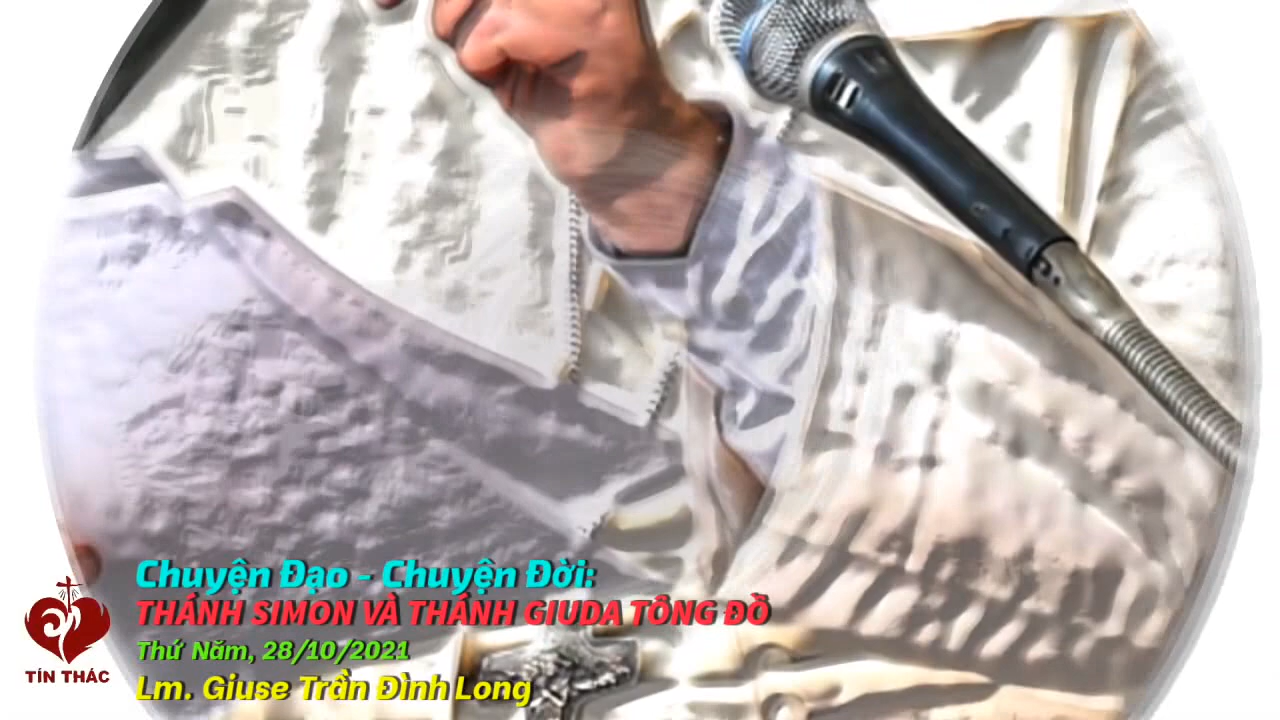 Chuyện Đạo - Chuyện Đời:
THÁNH SIMON VÀ THÁNH GIUDA TÔNG ĐỒ
Thứ Năm, 28/10/2021
TÍN THÁC
Lm. Giuse Trần Đình Long